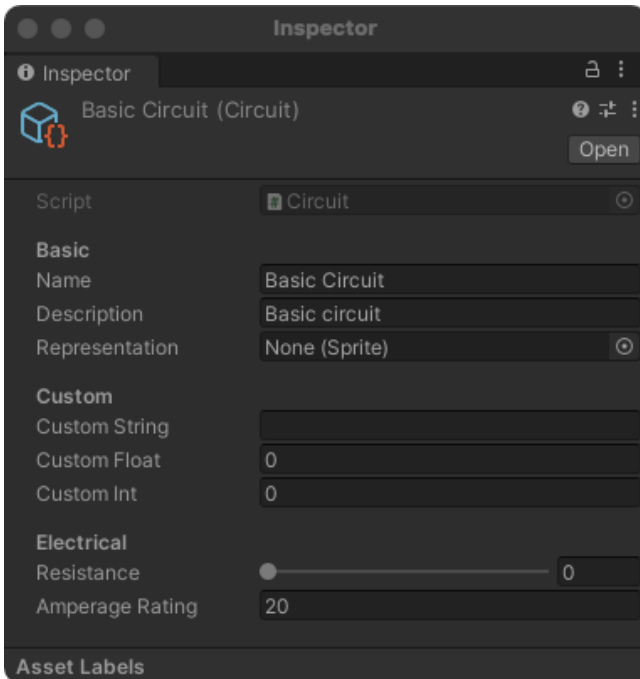 Inspector
Inspector
Basic Circuit (Circuit)
Open
Script Circuit
Basic
Name Basic Circuit
Description Basic circuit
Representation None (Sprite)
Custom
Custom String
Custom Float 0
Custom Int 0
Electrical
Resistance 0
Amperage Rating 20
Asset Labels